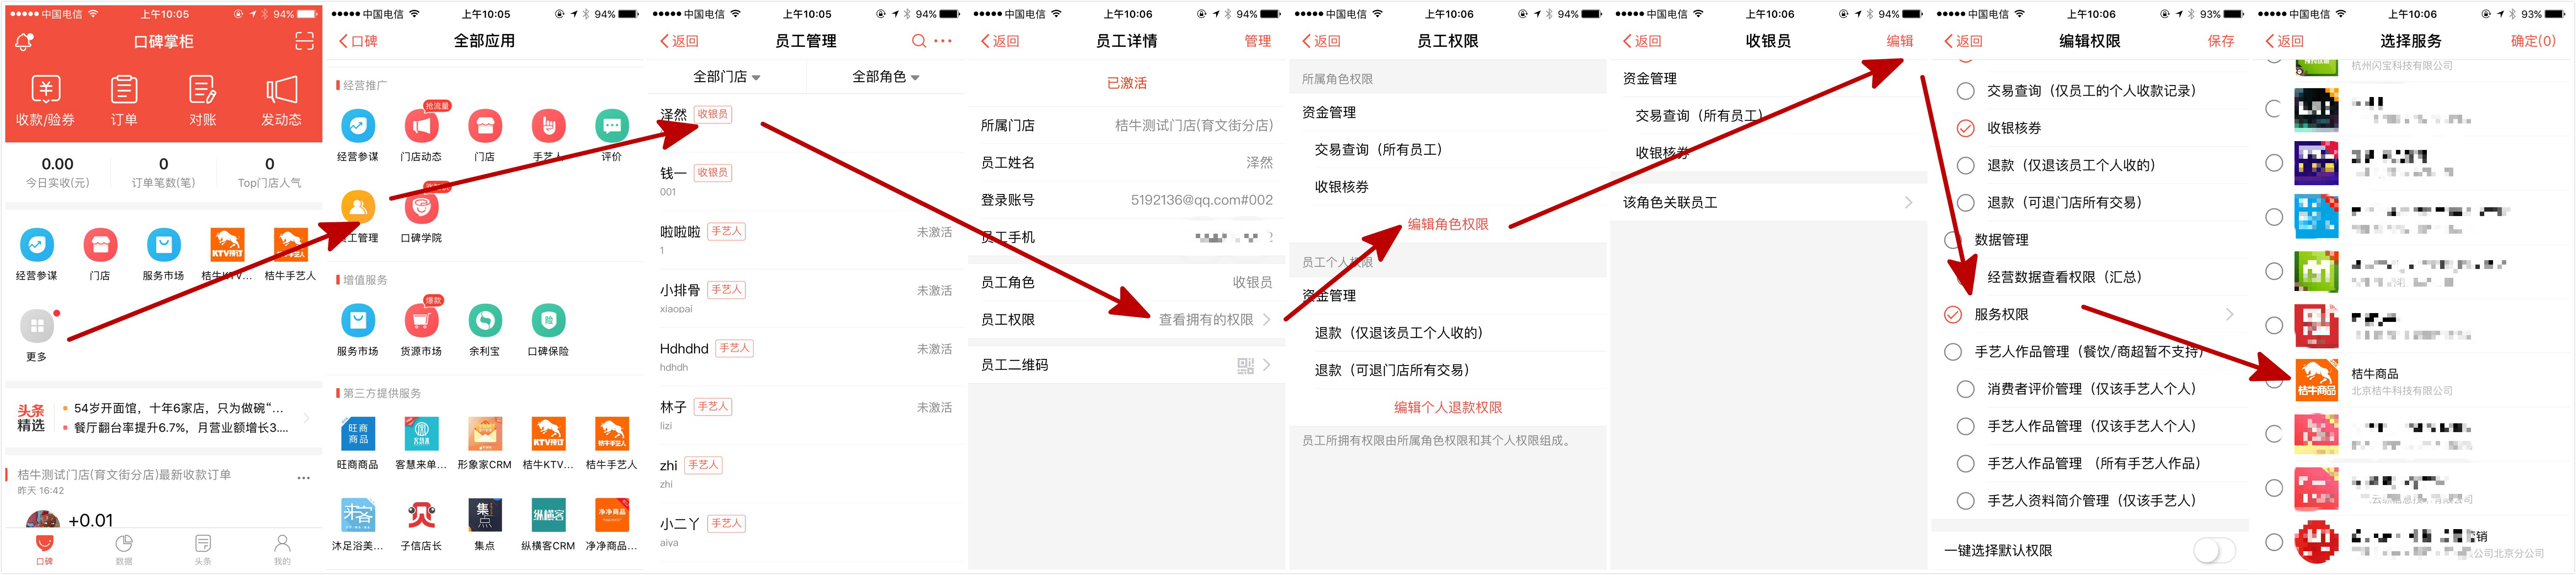 中国电信
上午10:05
94%
口碑掌柜
收款/验券
订单
对账
发动态
0.00
0
0
今日实收(元)
订单笔数(笔)
Top门店人气
经营参谋
门店
服务市场
桔牛KTV...
桔牛手艺人
更多
头条
精选
54岁开面馆，十年6家店，只为做碗“...
餐厅翻台率提升6.7%，月营业额增长3....
桔牛测试门店(育文街分店)最新收款订单
昨天 16:42
+0.01
口碑
数据
头条
我的
中国电信
上午10:05
94%
口碑
全部应用
经营推广
抢流量
经营参谋
门店动态
门店
手艺人
评价
员工管理
口碑学院
增值服务
爆款
服务市场
货源市场
余利宝
口碑保险
第三方提供服务
旺商
商品
KTV预订
桔牛手艺人
旺商商品
客慧来单...
形象家CRM
桔牛KTV...
桔牛手艺人
来客
集点
纵横客
净净商品
沐足浴美...
子信店长
集点
纵横客CRM
净净商品...
中国电信
上午10:05
94%
返回
员工管理
全部门店
全部角色
泽然
收银员
钱一
收银员
001
啦啦啦
手艺人
未激活
1
小排骨
手艺人
未激活
xiaopai
Hdhdhd
手艺人
未激活
hdhdh
林子
手艺人
未激活
lizi
zhi
手艺人
zhi
小二丫
手艺人
aiya
中国电信
上午10:06
94%
返回
员工详情
管理
已激活
所属门店
桔牛测试门店(育文街分店)
员工姓名
泽然
登录账号
5192136@qq.com#002
员工手机
员工角色
收银员
员工权限
查看拥有的权限
员工二维码
中国电信
上午10:06
94%
返回
员工权限
所属角色权限
资金管理
交易查询（所有员工）
收银核券
编辑角色权限
员工个人权限
资金管理
退款（仅退该员工个人收的）
退款（可退门店所有交易）
编辑个人退款权限
员工所拥有权限由所属角色权限和其个人权限组成。
中国电信
上午10:06
94%
返回
收银员
编辑
资金管理
交易查询（所有员工）
收银核券
该角色关联员工
中国电信
上午10:06
93%
返回
编辑权限
保存
交易查询（仅员工的个人收款记录）
收银核券
退款（仅退该员工个人收的）
退款（可退门店所有交易）
数据管理
经营数据查看权限（汇总）
服务权限
手艺人作品管理（餐饮/商超暂不支持）
消费者评价管理（仅该手艺人个人）
手艺人作品管理（仅该手艺人个人）
手艺人作品管理 （所有手艺人作品）
手艺人资料简介管理（仅该手艺人）
一键选择默认权限
中国电信
上午10:06
93%
返回
选择服务
确定(0)
杭州闪宝科技有限公司
桔牛商品
桔牛商品
北京桔牛科技有限公司
销
公司北京分公司